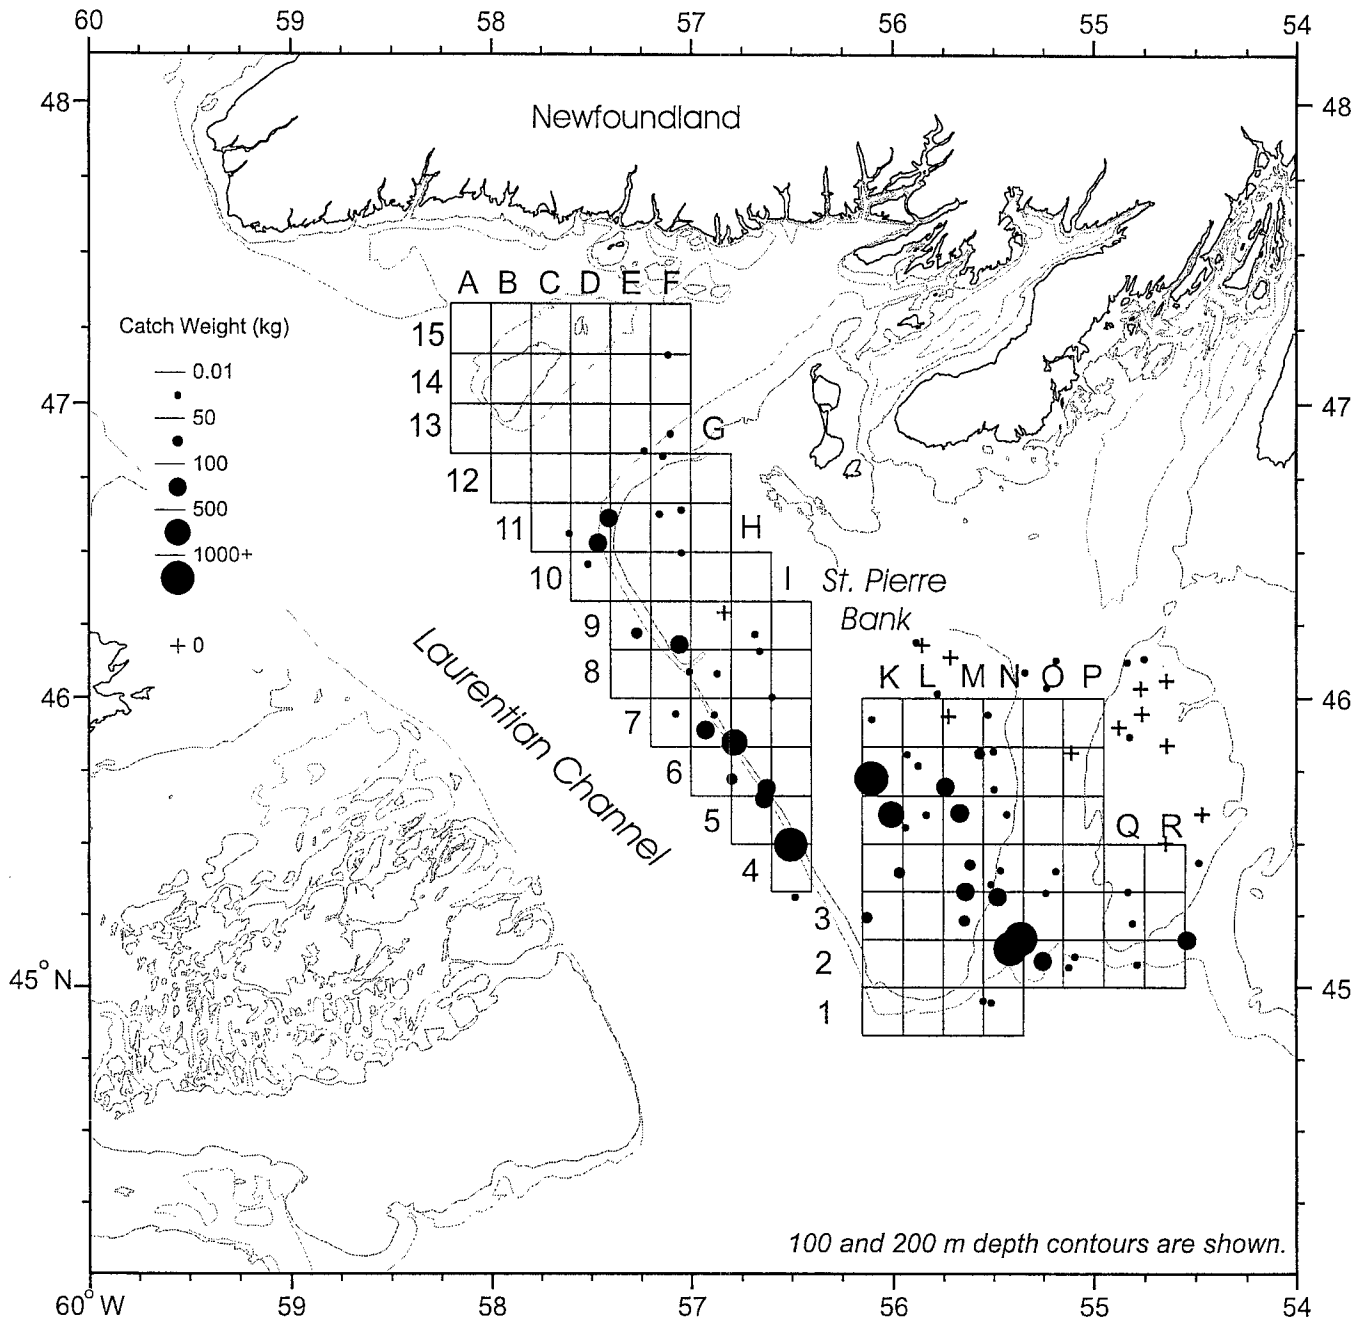 60 59 58 57 56 55 54
48 48
Newfoundland
A B C D E F
Catch Weight (kg)
15
0.01
14
50
47 47
13
G
100
12
500
11
H
1000+
10
I
St. Pierre
Bank
9
+ 0
8
Laurentian Channel
K L M N O P
46 46
7
6
5
Q R
4
3
2
45° N 45
1
100 and 200 m depth contours are shown.
60° W 59 58 57 56 55 54